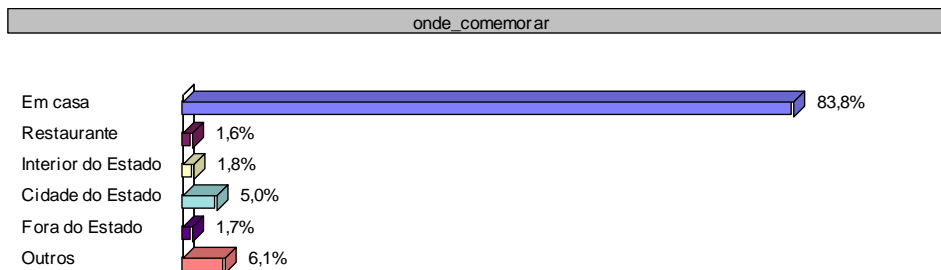 onde_comemorar
Em casa 83,8%
Restaurante 1,6%
Interior do Estado 1,8%
Cidade do Estado 5,0%
Fora do Estado 1,7%
Outros 6,1%